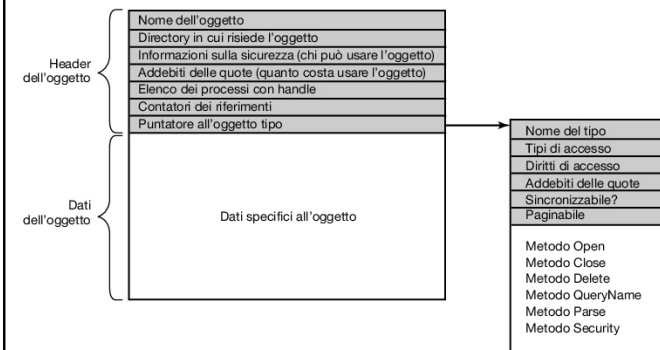 Header
dell'oggetto
Nome dell'oggetto
Directory in cui risiede l'oggetto
Informazioni sulla sicurezza (chi può usare l'oggetto)
Addebiti delle quote (quanto costa usare l'oggetto)
Elenco dei processi con handle
Contatori dei riferimenti
Puntatore all'oggetto tipo
Dati
dell'oggetto
Dati specifici all'oggetto
Nome del tipo
Tipi di accesso
Diritti di accesso
Addebiti delle quote
Sincronizzabile?
Paginabile
Metodo Open
Metodo Close
Metodo Delete
Metodo QueryName
Metodo Parse
Metodo Security